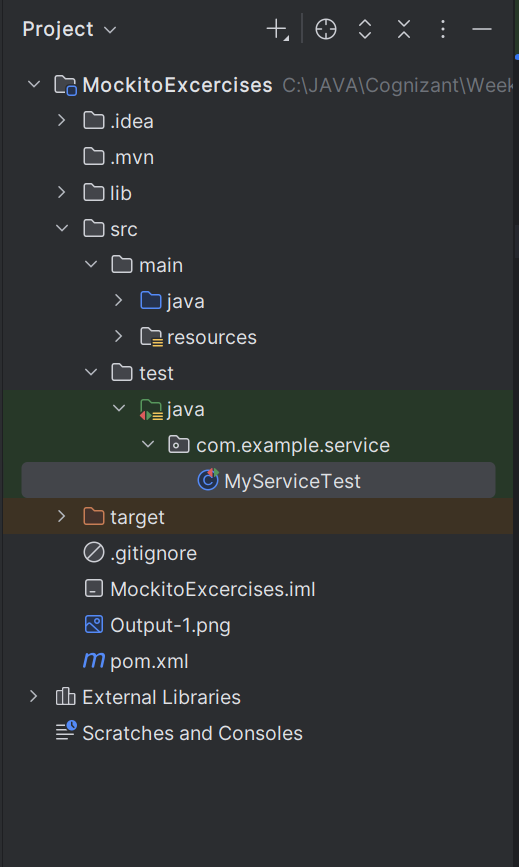 Project
MockitoExcercises C:\JAVA\Cognizant\Week
.idea
.mvn
lib
src
main
java
resources
test
java
com.example.service
MyServiceTest
target
.gitignore
MockitoExcercises.iml
Output-1.png
m pom.xml
External Libraries
Scratches and Consoles